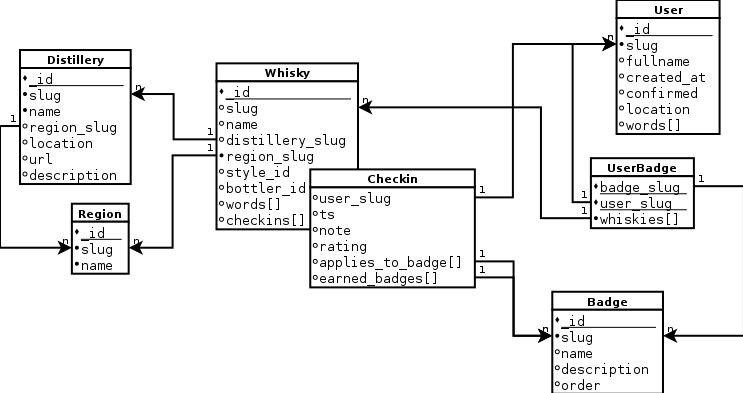 User
_id
slug
fullname
created_at
confirmed
location
words[]
Distillery
_id
slug
name
region_slug
location
url
description
Whisky
_id
slug
name
distillery_slug
region_slug
style_id
bottler_id
words[]
checkins[]
Checkin
user_slug
ts
note
rating
applies_to_badge[]
earned_badges[]
UserBadge
badge_slug
user_slug
whiskies[]
Region
_id
slug
name
Badge
_id
slug
name
description
order
1
n
n
1
1
n
n
n
1
1
1
1
1
1
n
n